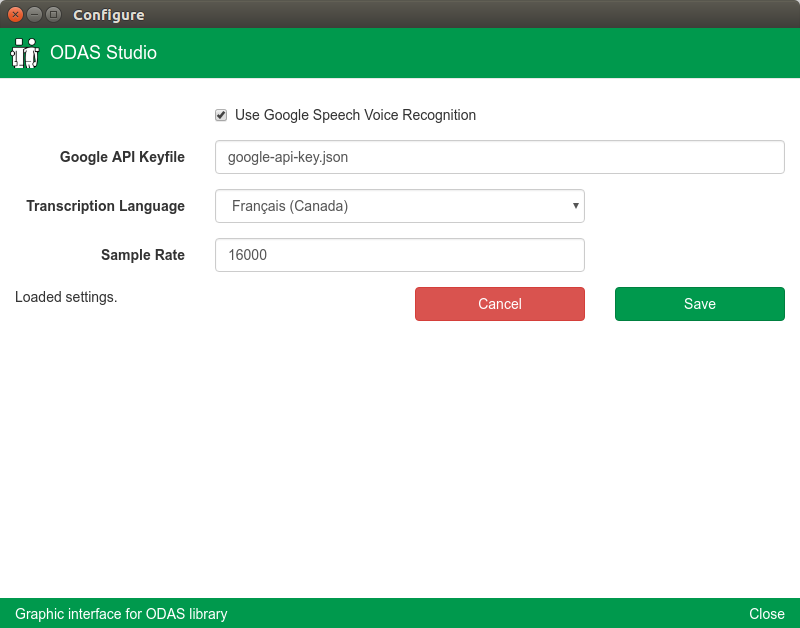 Configure
ODAS Studio
Use Google Speech Voice Recognition
Google API Keyfile google-api-key.json
Transcription Language Français (Canada)
Sample Rate 16000
Loaded settings. Cancel Save
Graphic interface for ODAS library Close